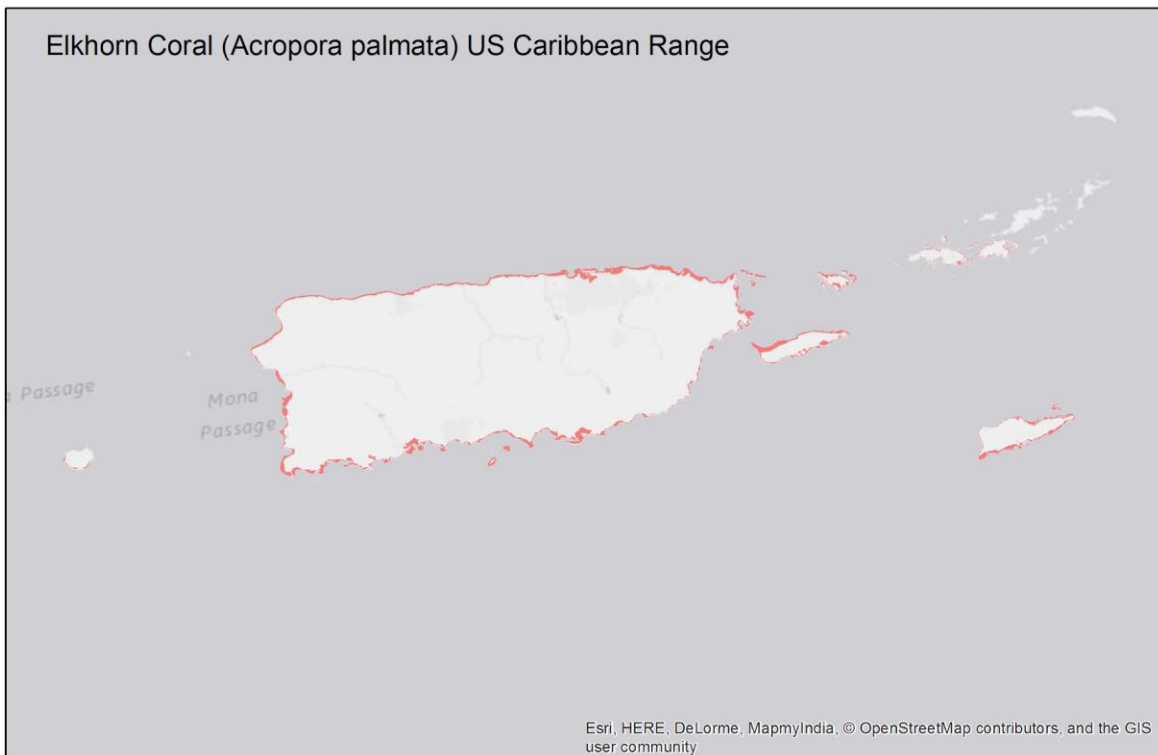 Elkhorn Coral (Acropora palmata) US Caribbean Range
Passage
Mona
Passage
Esri, HERE, DeLorme, MapmyIndia, © OpenStreetMap contributors, and the GIS
user community